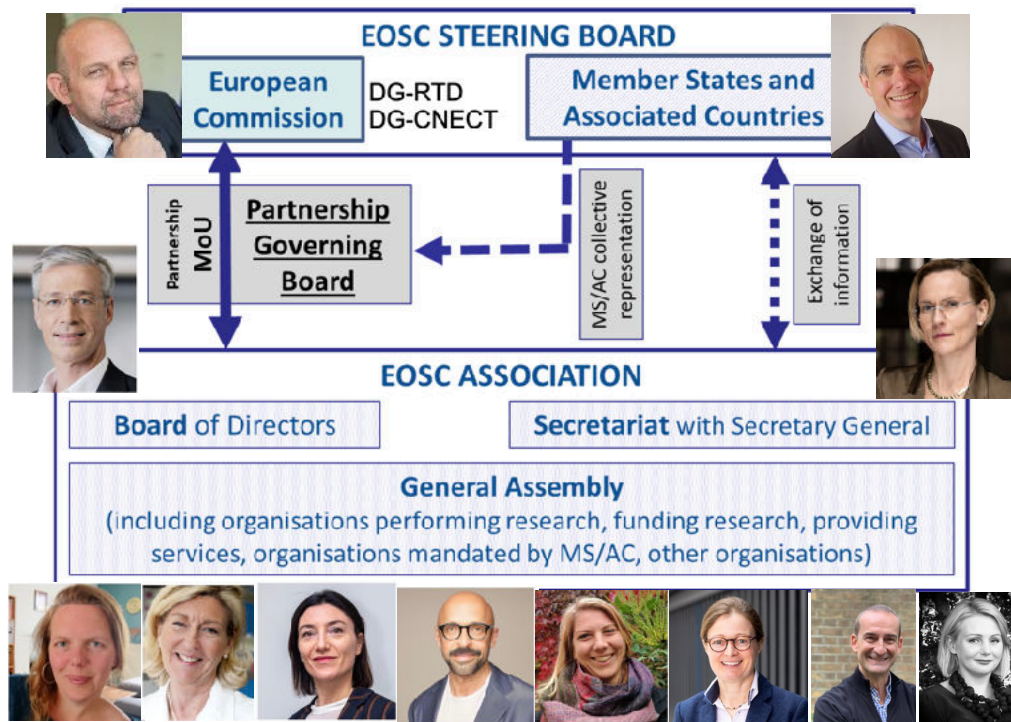 EOSC STEERING BOARD
European
Commission
DG-RTD
DG-CNECT
Member States and
Associated Countries
Partnership
MoU
Partnership
Governing
Board
MS/AC collective
representation
Exchange of
information
EOSC ASSOCIATION
Board of Directors
Secretariat with Secretary General
General Assembly
(including organisations performing research, funding research, providing
services, organisations mandated by MS/AC, other organisations)